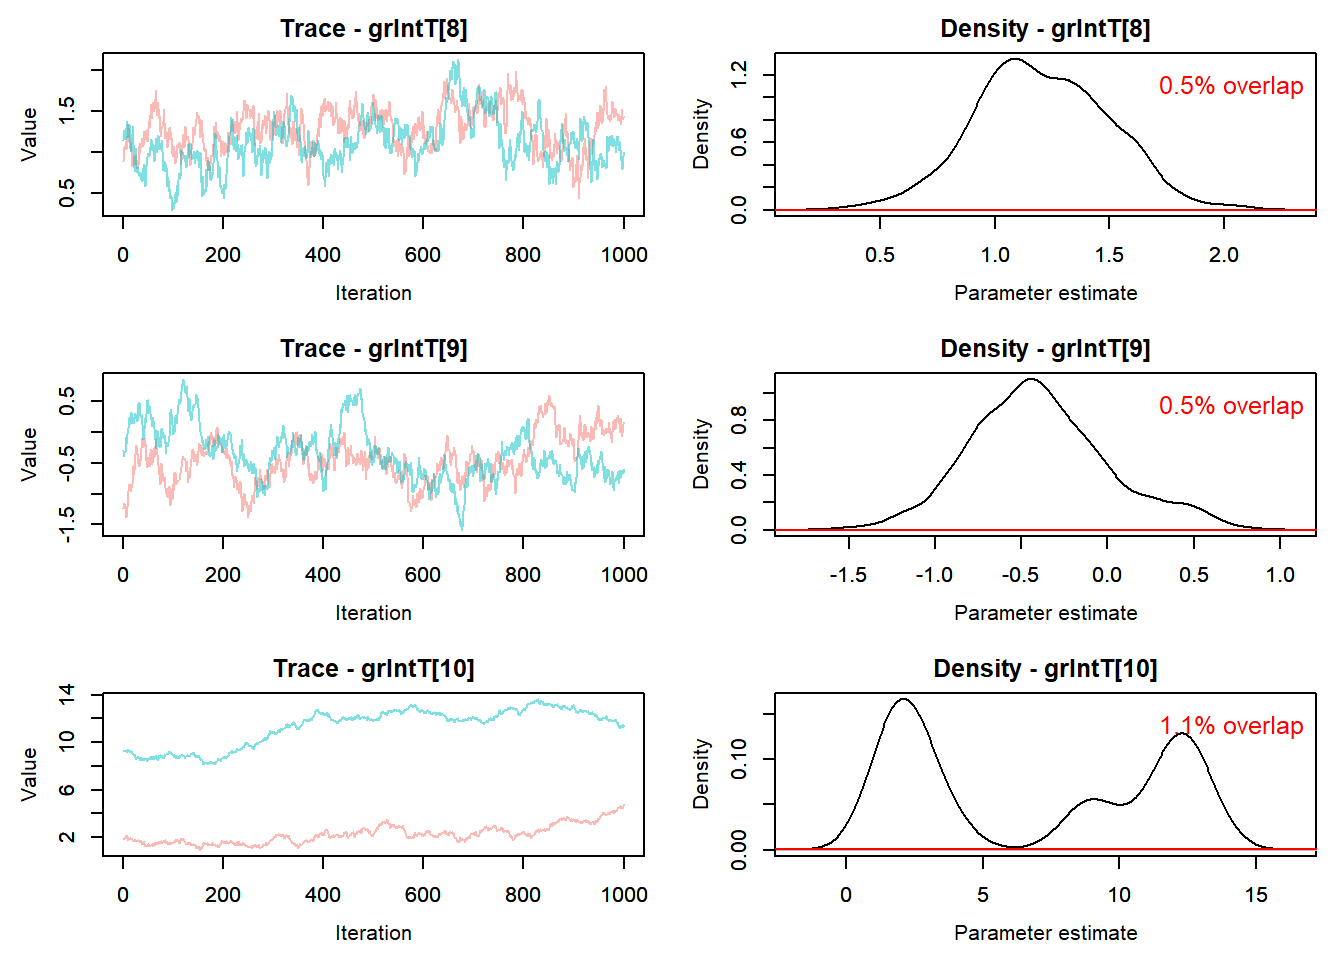 Trace - grIntT[8]
Value
0.5
1.5
0
200
400
600
800
1000
Iteration
Density - grIntT[8]
0.5% overlap
Density
0.0
0.6
1.2
0.5
1.0
1.5
2.0
Parameter estimate
Trace - grIntT[9]
Value
-1.5
-0.5
0.5
0
200
400
600
800
1000
Iteration
Density - grIntT[9]
0.5% overlap
Density
0.0
0.4
0.8
-1.5
-1.0
-0.5
0.0
0.5
1.0
Parameter estimate
Trace - grIntT[10]
Value
2
6
10
14
0
200
400
600
800
1000
Iteration
Density - grIntT[10]
1.1% overlap
Density
0.00
0.10
0
5
10
15
Parameter estimate